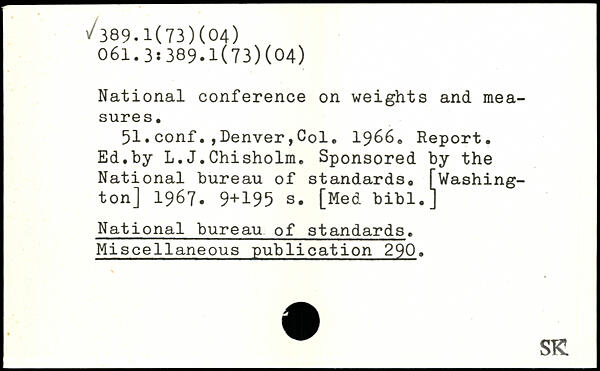 ✓389.1(73)(04)
061.3:389.1(73)(04)
National conference on weights and mea-
sures.
51.conf.,Denver,Col. 1966. Report.
Ed.by L.J.Chisholm. Sponsored by the
National bureau of standards. [Washing-
ton] 1967. 9+195 s. [Med bibl.]
National bureau of standards.
Miscellaneous publication 290.
SK